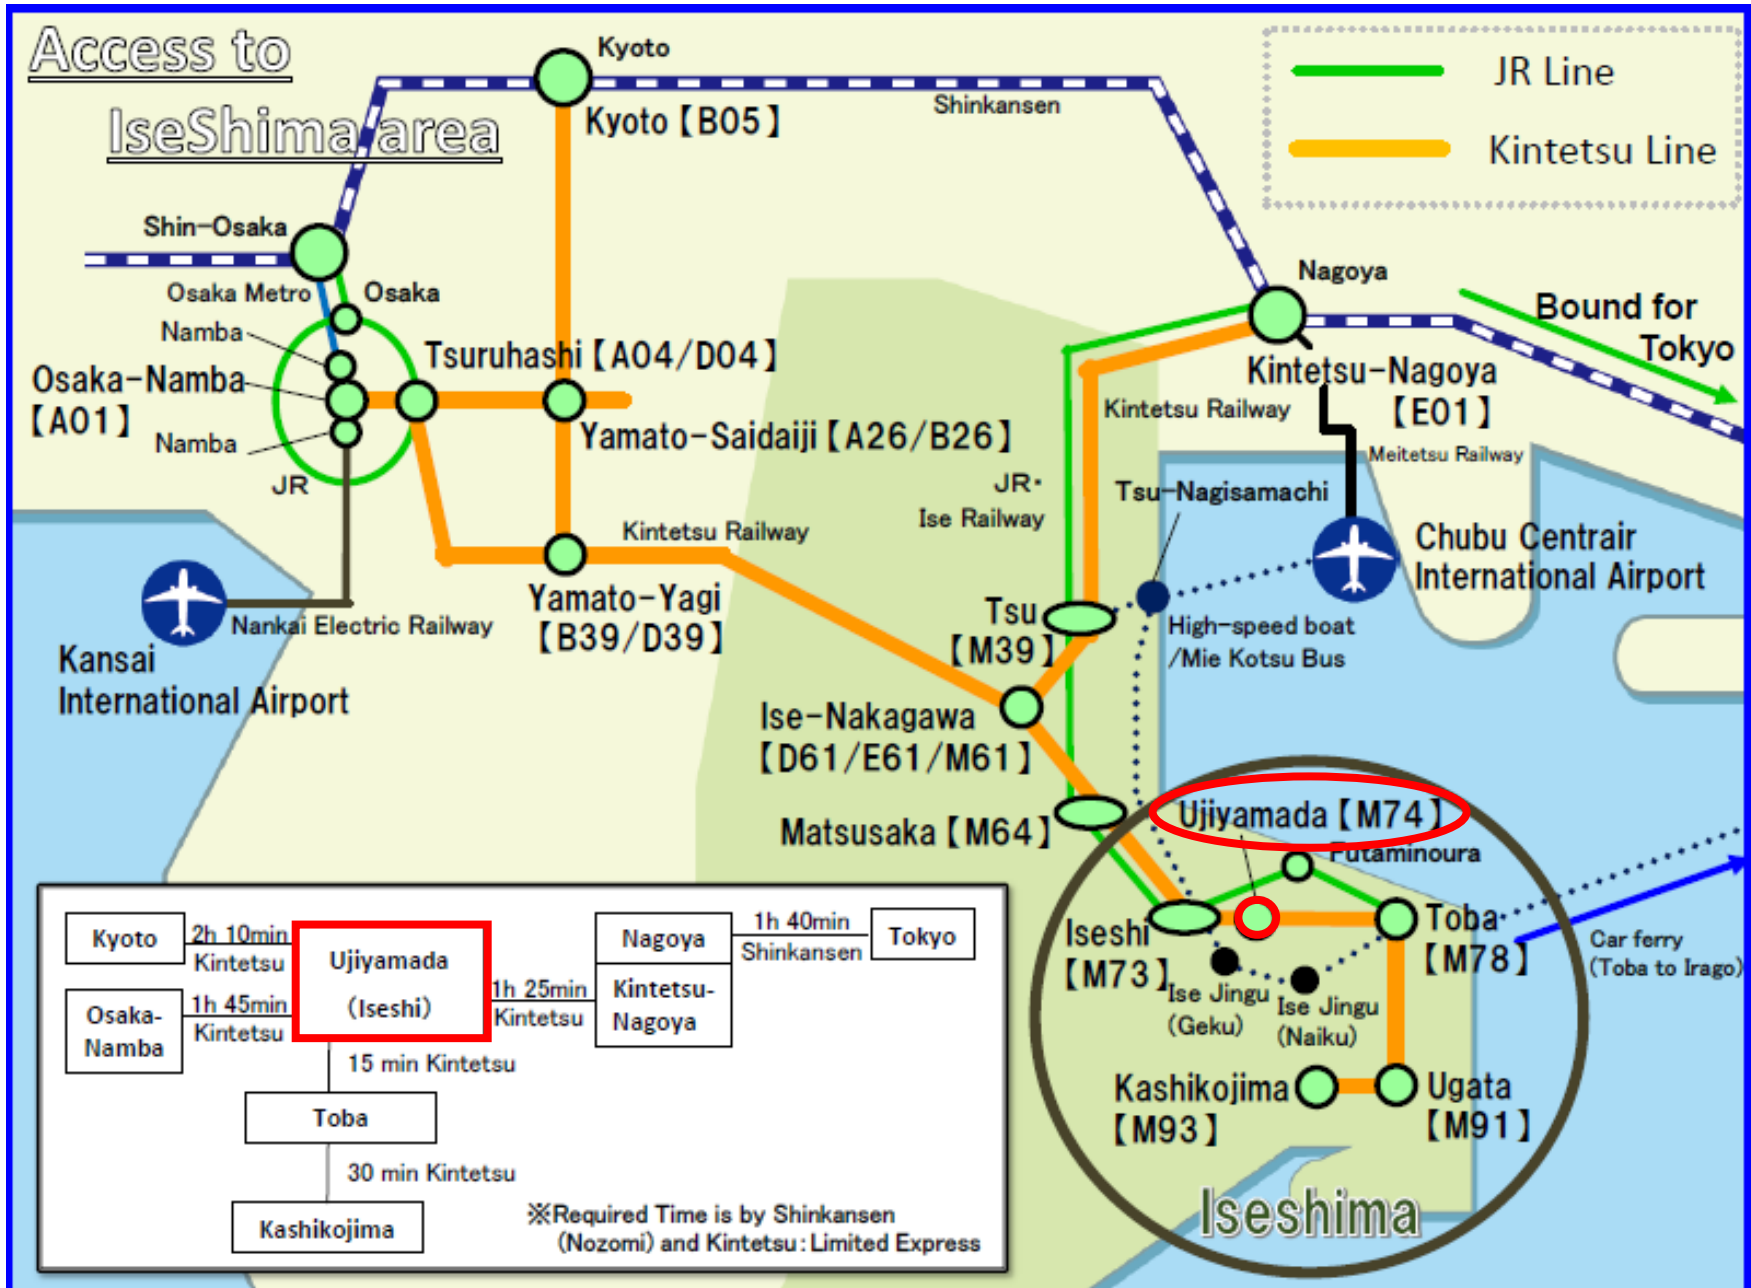 Access to
IseShima area
Kyoto
Kyoto【B05】
Shinkansen
JR Line
Kintetsu Line
Shin-Osaka
Osaka Metro
Osaka
Namba
Osaka-Namba
【A01】
Namba
JR
Tsuruhashi【A04/D04】
Yamato-Saidaiji【A26/B26】
Nagoya
Bound for
Tokyo
Kintetsu-Nagoya
【E01】
Kintetsu Railway
Meitetsu Railway
JR・
Ise Railway
Tsu-Nagisamachi
Chubu Centrair
International Airport
Kintetsu Railway
Yamato-Yagi
【B39/D39】
Nankai Electric Railway
Kansai
International Airport
Tsu
【M39】
High-speed boat
/Mie Kotsu Bus
Ise-Nakagawa
【D61/E61/M61】
Matsusaka【M64】
Ujiyamada【M74】
Futaminoura
Iseshi
【M73】
Toba
【M78】
Ise Jingu
(Geku)
Ise Jingu
(Naiku)
Car ferry
(Toba to Irago)
Kashikojima
【M93】
Ugata
【M91】
Iseshima
Kyoto
2h 10min
Kintetsu
Osaka-
Namba
1h 45min
Kintetsu
Ujiyamada
(Iseshi)
1h 25min
Kintetsu
Nagoya
Kintetsu-
Nagoya
1h 40min
Shinkansen
Tokyo
15 min Kintetsu
Toba
30 min Kintetsu
Kashikojima
※Required Time is by Shinkansen
(Nozomi) and Kintetsu：Limited Express